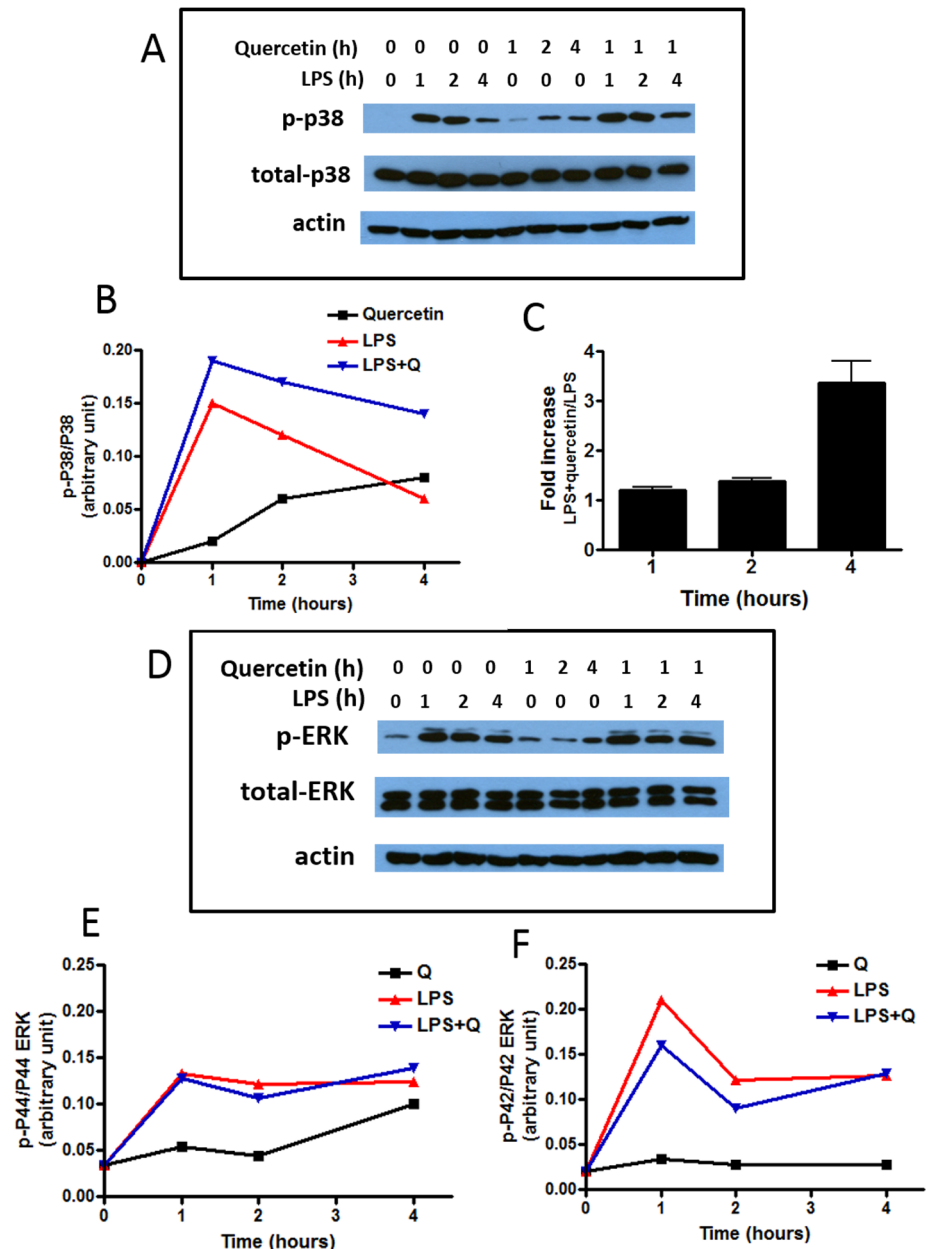 A
Quercetin (h) 0 0 0 0 1 2 4 1 1 1
LPS (h) 0 1 2 4 0 0 0 1 2 4
p-p38
total-p38
actin
B
Quercetin
LPS
LPS+Q
p-P38/P38
(arbitrary unit)
0.20
0.15
0.10
0.05
0.00
0 1 2 3 4
Time (hours)
C
Fold increase
LPS+quercetin/LPS
4
3
2
1
0
1 2 4
Time (hours)
D
Quercetin (h) 0 0 0 0 1 2 4 1 1 1
LPS (h) 0 1 2 4 0 0 0 1 2 4
p-ERK
total-ERK
actin
E
Q
LPS
LPS+Q
p-P44/P44 ERK
(arbitrary unit)
0.25
0.20
0.15
0.10
0.05
0.00
0 1 2 3 4
Time (hours)
F
Q
LPS
LPS+Q
p-P42/P42 ERK
(arbitrary unit)
0.25
0.20
0.15
0.10
0.05
0.00
0 1 2 3 4
Time (hours)